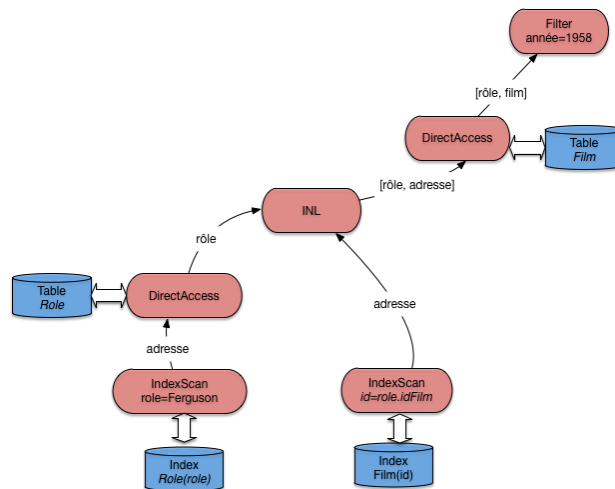 Filter
année=1958
[rôle, film]
DirectAccess
Table
Film
[rôle, adresse]
INL
rôle
Table
Role
DirectAccess
adresse
adresse
IndexScan
role=Ferguson
IndexScan
id=role.idFilm
Index
Role(role)
Index
Film(id)